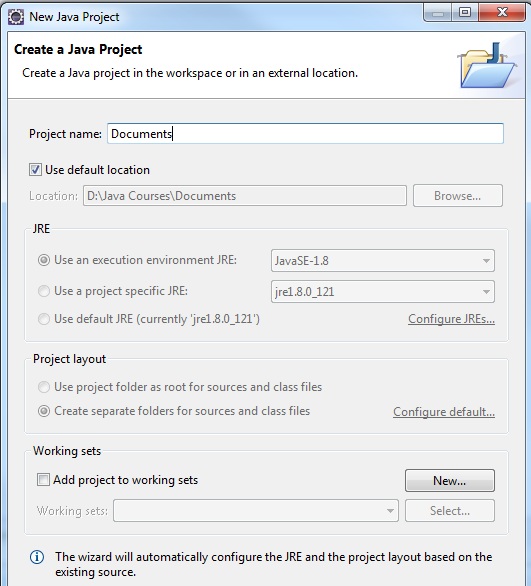 New Java Project
Create a Java Project
Create a Java project in the workspace or in an external location.
Project name: Documents
Use default location
Location: D:\Java Courses\Documents Browse...
JRE
Use an execution environment JRE: JavaSE-1.8
Use a project specific JRE: jre1.8.0_121
Use default JRE (currently 'jre1.8.0_121') Configure JREs...
Project layout
Use project folder as root for sources and class files
Create separate folders for sources and class files Configure default...
Working sets
Add project to working sets New...
Working sets: Select...
The wizard will automatically configure the JRE and the project layout based on the
existing source.